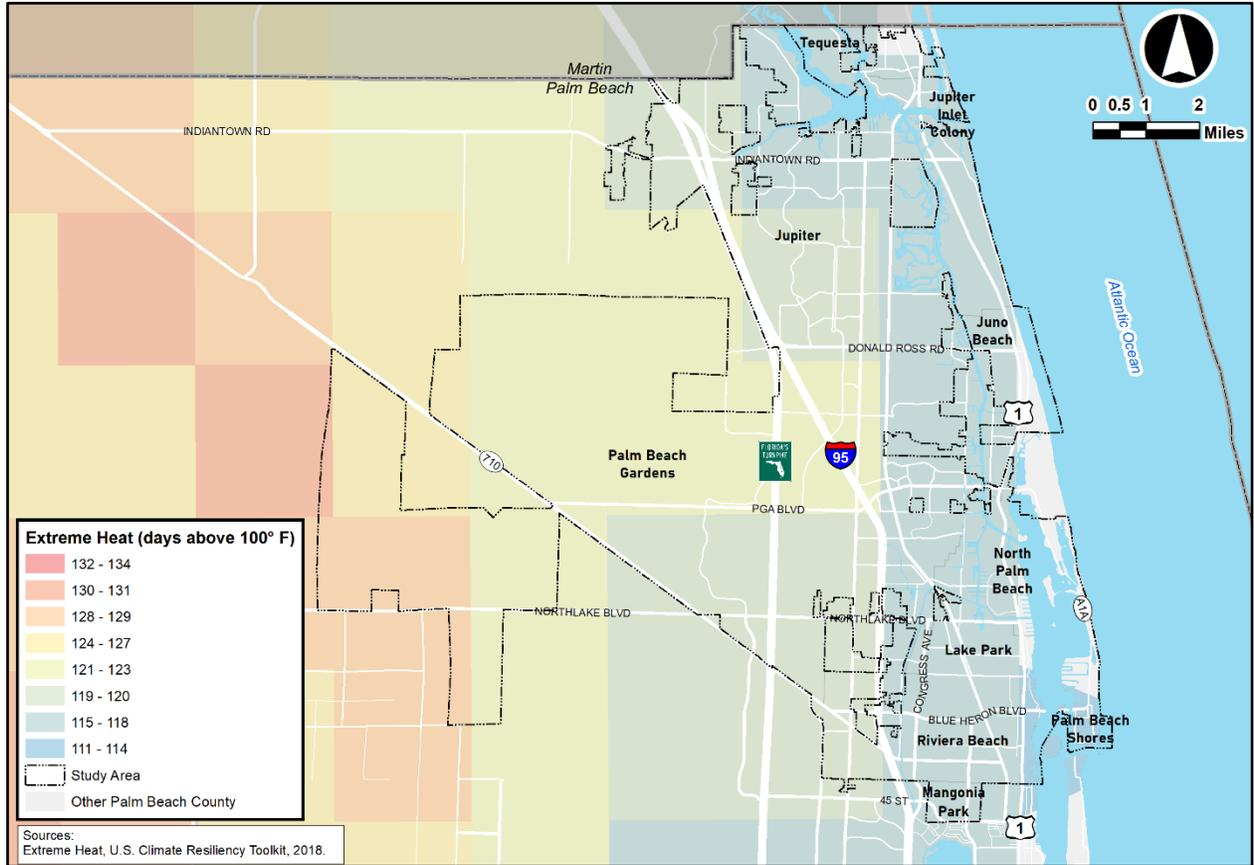 Tequesta
Martin
Palm Beach
Jupiter
Inlet
Colony
0 0.5 1 2
Miles
INDIANTOWN RD
INDIANTOWN RD
Jupiter
Atlantic Ocean
Juno
Beach
DONALD ROSS RD
1
FLORIDA'S
TURNPIKE
95
710
Palm Beach
Gardens
PGA BLVD
North
Palm
Beach
A1A
NORTHLAKE BLVD
NORTHLAKE BLVD
CONGRESS AVE
Lake Park
BLUE HERON BLVD
Palm Beach
Shores
Riviera Beach
45 ST
Mangonia
Park
1
Extreme Heat (days above 100° F)
132 - 134
130 - 131
128 - 129
124 - 127
121 - 123
119 - 120
115 - 118
111 - 114
Study Area
Other Palm Beach County
Sources:
Extreme Heat, U.S. Climate Resiliency Toolkit, 2018.